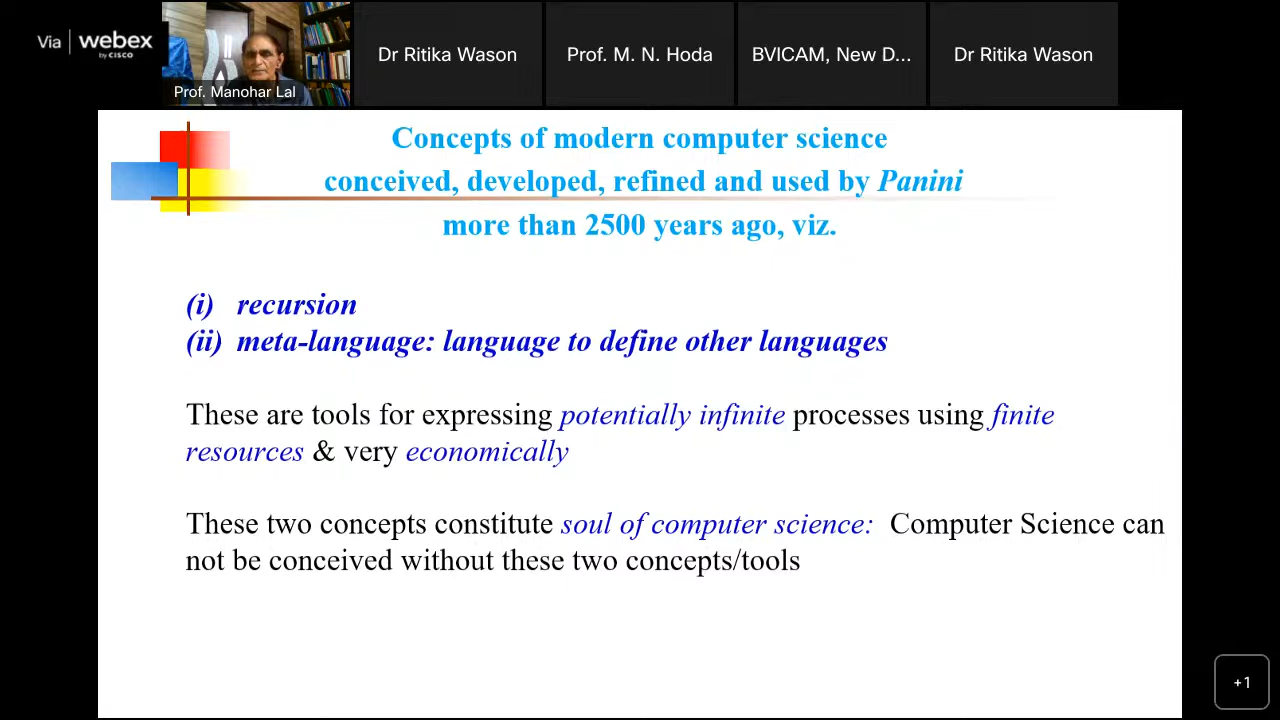 Via webex
by CISCO
Prof. Manohar Lal
Dr Ritika Wason
Prof. M. N. Hoda
BVICAM, New D...
Dr Ritika Wason
Concepts of modern computer science
conceived, developed, refined and used by Panini
more than 2500 years ago, viz.
(i) recursion
(ii) meta-language: language to define other languages
These are tools for expressing potentially infinite processes using finite
resources & very economically
These two concepts constitute soul of computer science: Computer Science can
not be conceived without these two concepts/tools
+1